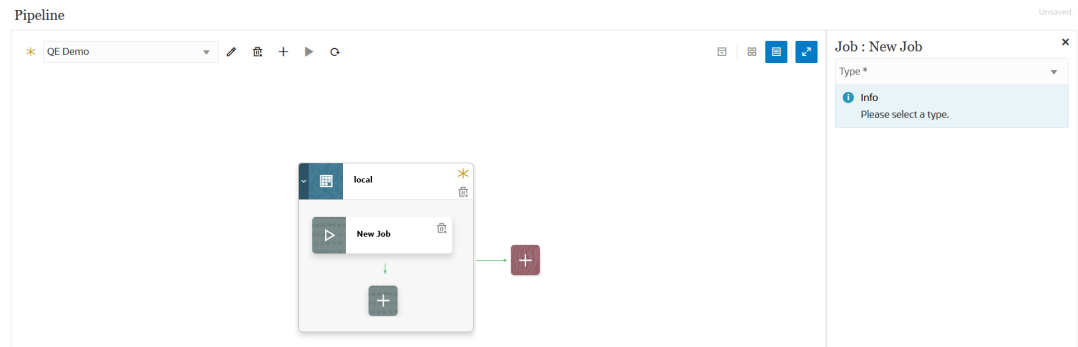 Pipeline
Unsaved.
QE Demo
Job : New Job
Type *
Info
Please select a type.
local
New Job